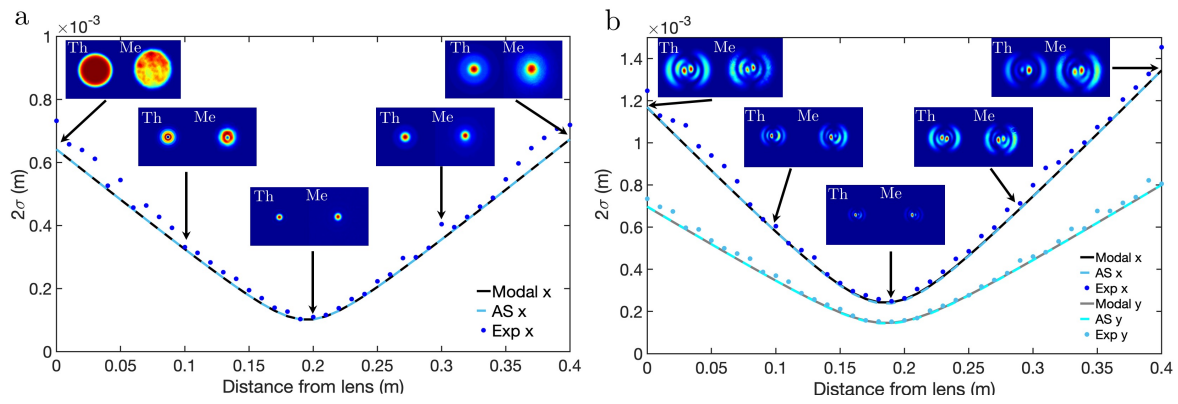 a
×10⁻³
1
0.8
0.6
0.4
0.2
0
2σ (m)
Th Me
Th Me
Th Me
Th Me
Th Me
Modal x
AS x
Exp x
0 0.05 0.1 0.15 0.2 0.25 0.3 0.35 0.4
Distance from lens (m)
b
×10⁻³
1.4
1.2
1
0.8
0.6
0.4
0.2
0
2σ (m)
Th Me
Th Me
Th Me
Th Me
Th Me
Modal x
AS x
Exp x
Modal y
AS y
Exp y
0 0.05 0.1 0.15 0.2 0.25 0.3 0.35 0.4
Distance from lens (m)